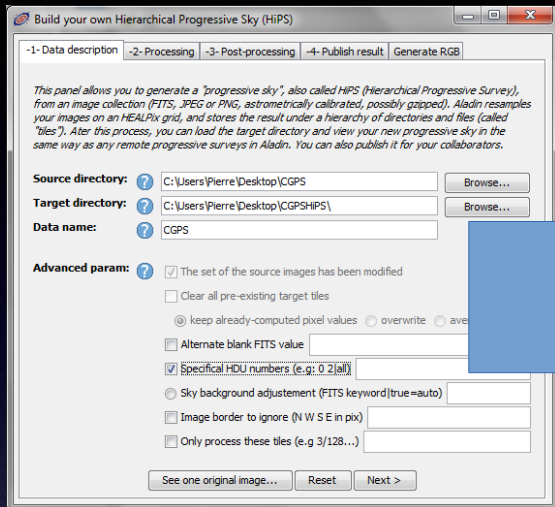 Build your own Hierarchical Progressive Sky (HiPS)
-1- Data description -2- Processing -3- Post-processing -4- Publish result Generate RGB
This panel allows you to generate a "progressive sky", also called HiPS (Hierarchical Progressive Survey),
from an image collection (FITS, JPEG or PNG, astrometrically calibrated, possibly gzipped). Aladin resamples
your images on an HEALPix grid, and stores the result under a hierarchy of directories and files (called
"tiles"). Ater this process, you can load the target directory and view your new progressive sky in the
same way as any remote progressive surveys in Aladin. You can also publish it for your collaborators.
Source directory: ? C:\Users\Pierre\Desktop\CGPS Browse...
Target directory: ? C:\Users\Pierre\Desktop\CGPSHiPS\ Browse...
Data name: ? CGPS
Advanced param: ? The set of the source images has been modified
Clear all pre-existing target tiles
keep already-computed pixel values overwrite
Alternate blank FITS value
Specifical HDU numbers (e.g: 0 2|all)
Sky background adjustement (FITS keyword|true=auto)
Image border to ignore (N W S E in pix)
Only process these tiles (e.g 3/128...)
See one original image... Reset Next >